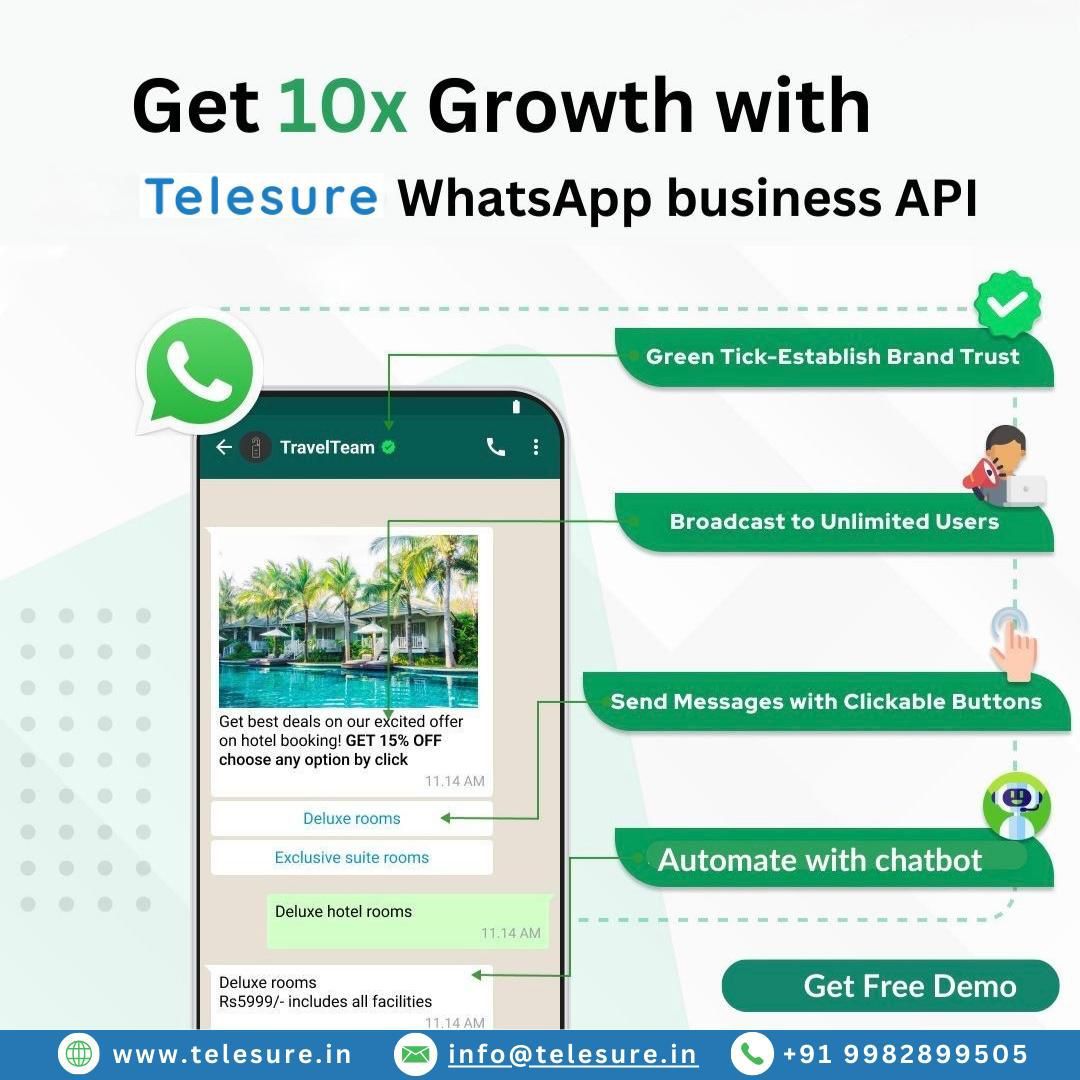 Get 10x Growth with
Telesure WhatsApp business API
Green Tick-Establish Brand Trust
TravelTeam
Broadcast to Unlimited Users
Get best deals on our excited offer
on hotel booking! GET 15% OFF
choose any option by click
11.14 AM
Send Messages with Clickable Buttons
Deluxe rooms
Exclusive suite rooms
Automate with chatbot
Deluxe hotel rooms
11.14 AM
Deluxe rooms
Rs5999/- includes all facilities
11.14 AM
Get Free Demo
www.telesure.in info@telesure.in +91 9982899505